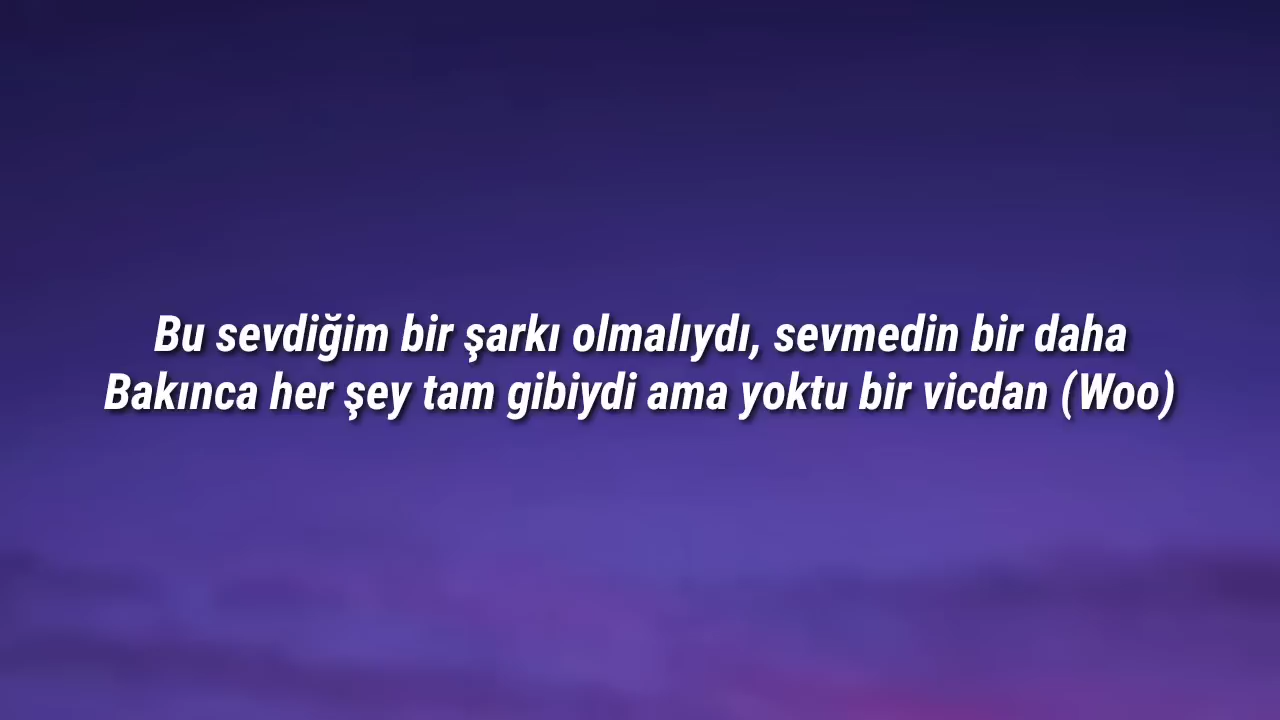 Bu sevdiğim bir şarkı olmalıydı, sevmedin bir daha
Bakınca her şey tam gibiydi ama yoktu bir vicdan (Woo)